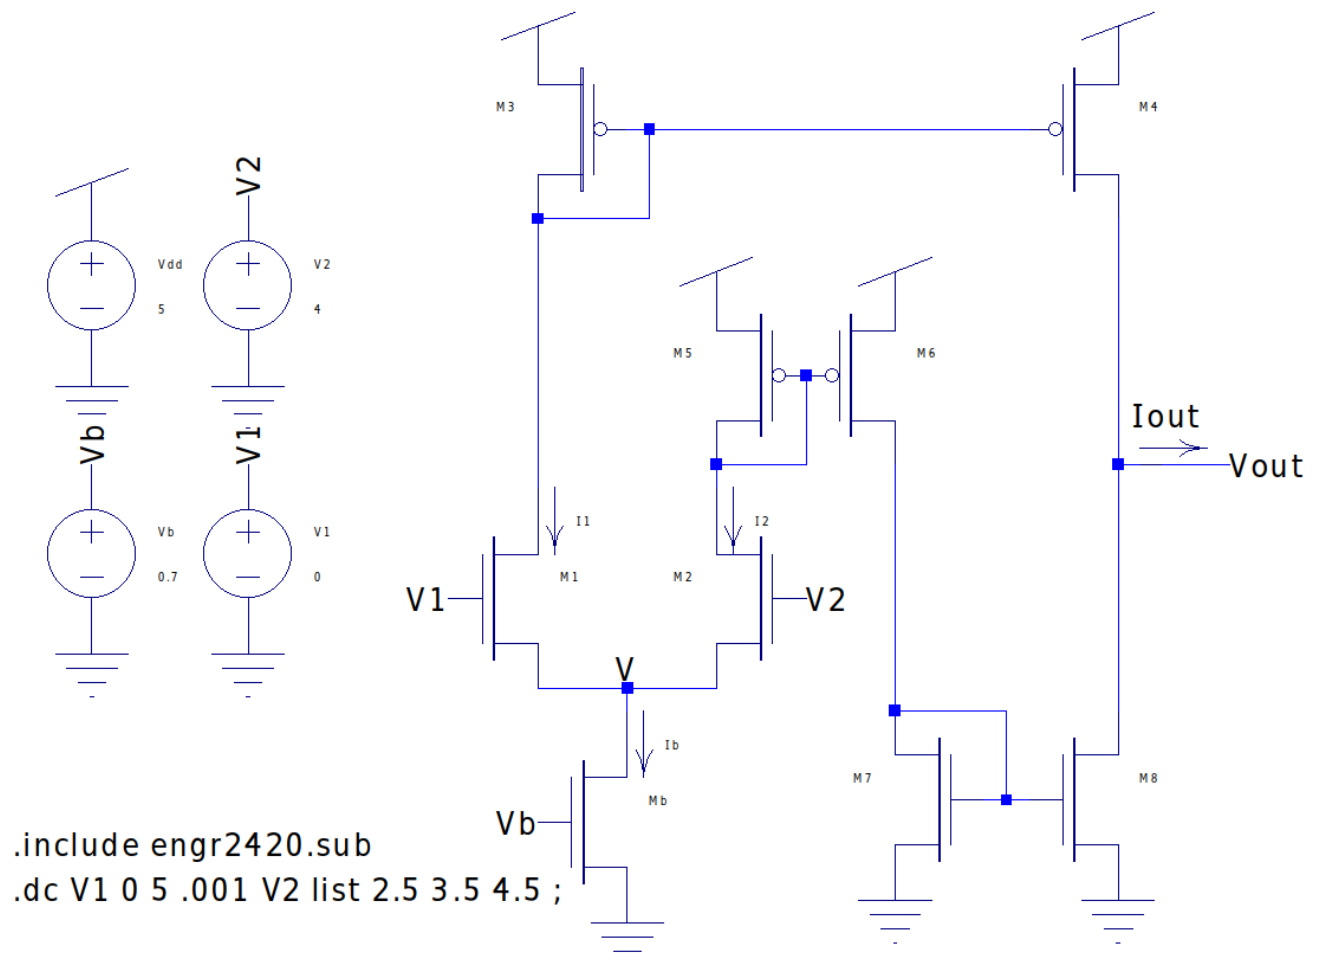 M3
M4
V2
Vdd
5
V2
4
M5
M6
Iout
Vout
Vb
V1
Vb
0.7
V1
0
I1
I2
M1
M2
V1
V2
V
Ib
M7
M8
Mb
Vb
.include engr2420.sub
.dc V1 0 5 .001 V2 list 2.5 3.5 4.5 ;